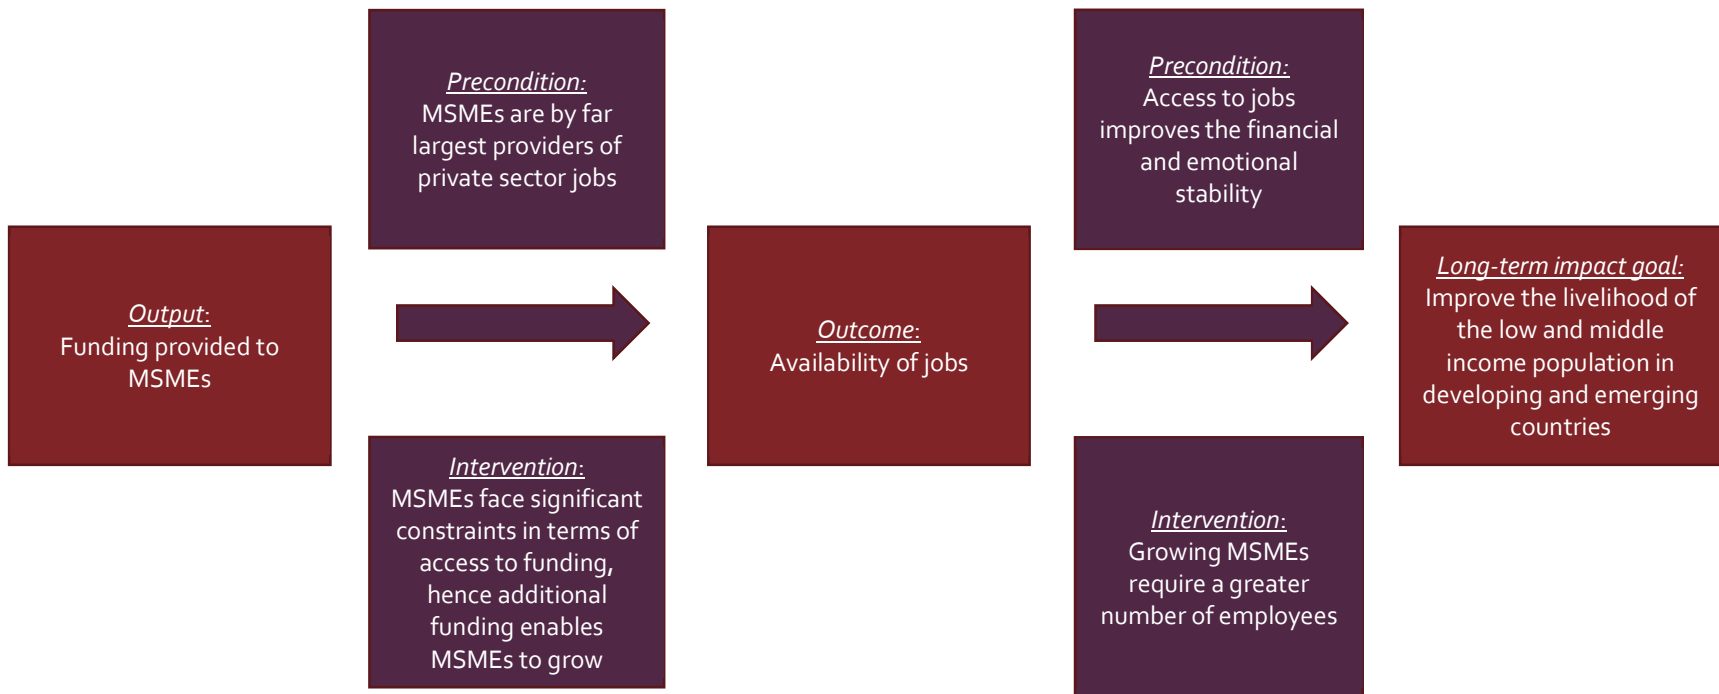 Output:
Funding provided to
MSMEs
Precondition:
MSMEs are by far
largest providers of
private sector jobs
Intervention:
MSMEs face significant
constraints in terms of
access to funding,
hence additional
funding enables
MSMEs to grow
Outcome:
Availability of jobs
Precondition:
Access to jobs
improves the financial
and emotional
stability
Intervention:
Growing MSMEs
require a greater
number of employees
Long-term impact goal:
Improve the livelihood of
the low and middle
income population in
developing and emerging
countries